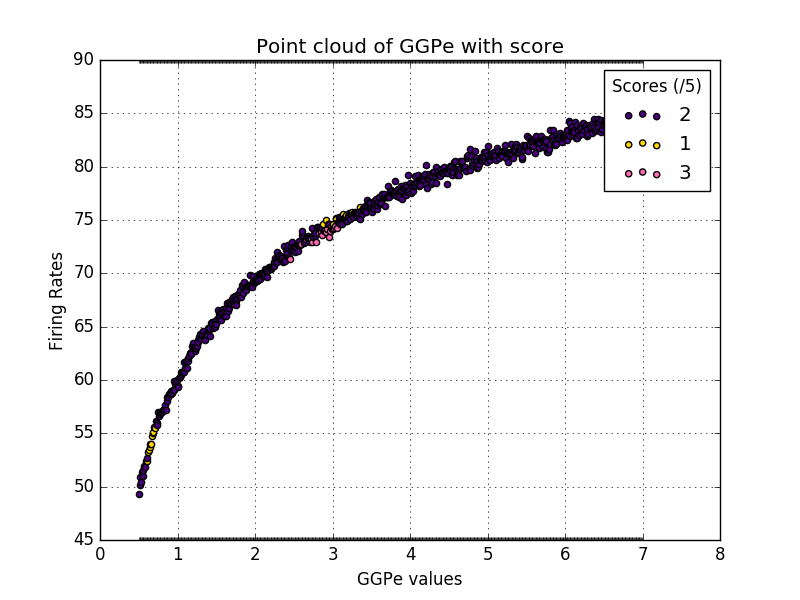 Point cloud of GGPe with score
Scores (/5)
2
1
3
Firing Rates
90
85
80
75
70
65
60
55
50
45
0 1 2 3 4 5 6 7 8
GGPe values